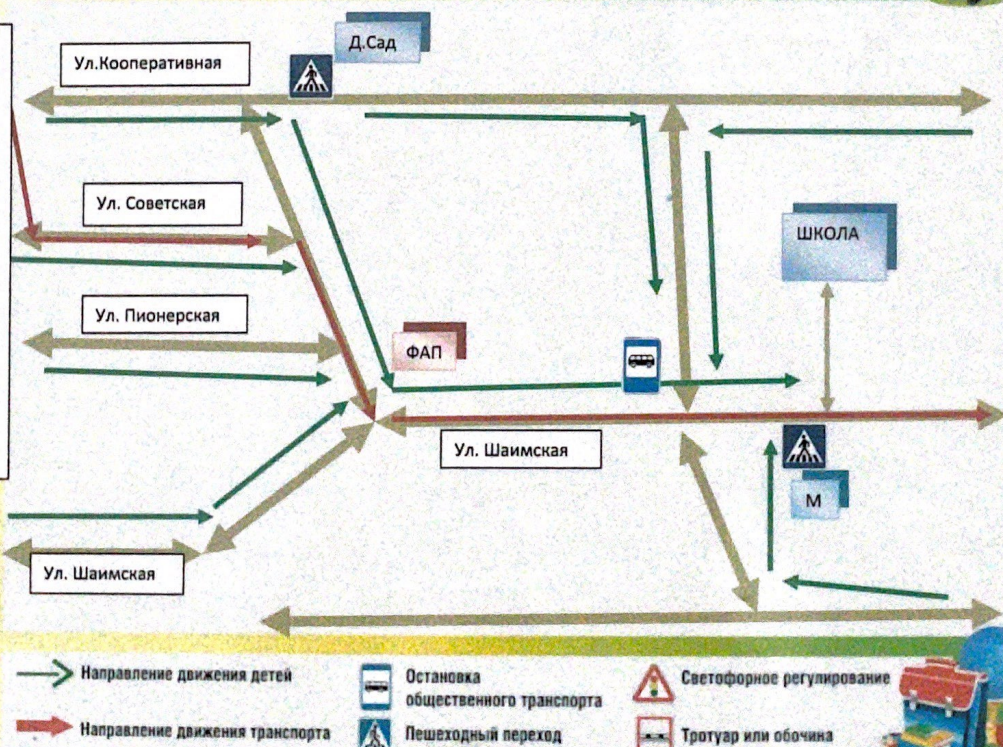 Д.Сад
Ул.Кооперативная
Ул. Советская
ШКОЛА
Ул. Пионерская
ФАП
Ул. Шаимская
М
Ул. Шаимская
Направление движения детей
Остановка
общественного транспорта
Светофорное регулирование
Направление движения транспорта
Пешеходный переход
Тротуар или обочина